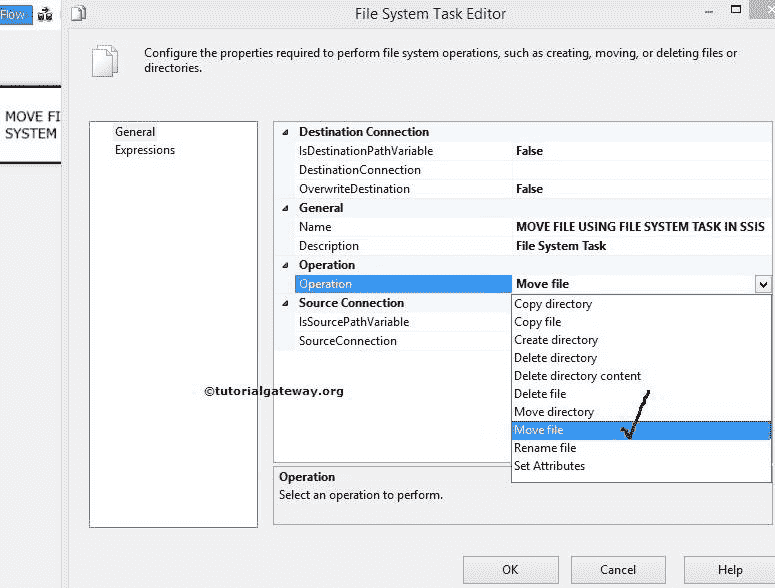 Flow
File System Task Editor
Configure the properties required to perform file system operations, such as creating, moving, or deleting files or
directories.
MOVE FI
SYSTEM
General
Expressions
Destination Connection
IsDestinationPathVariable False
DestinationConnection
OverwriteDestination False
General
Name MOVE FILE USING FILE SYSTEM TASK IN SSIS
Description File System Task
Operation
Operation Move file
Source Connection
IsSourcePathVariable
SourceConnection
Copy directory
Copy file
Create directory
Delete directory
Delete directory content
Delete file
Move directory
Move file
Rename file
Set Attributes
©tutorialgateway.org
Operation
Select an operation to perform.
OK Cancel Help